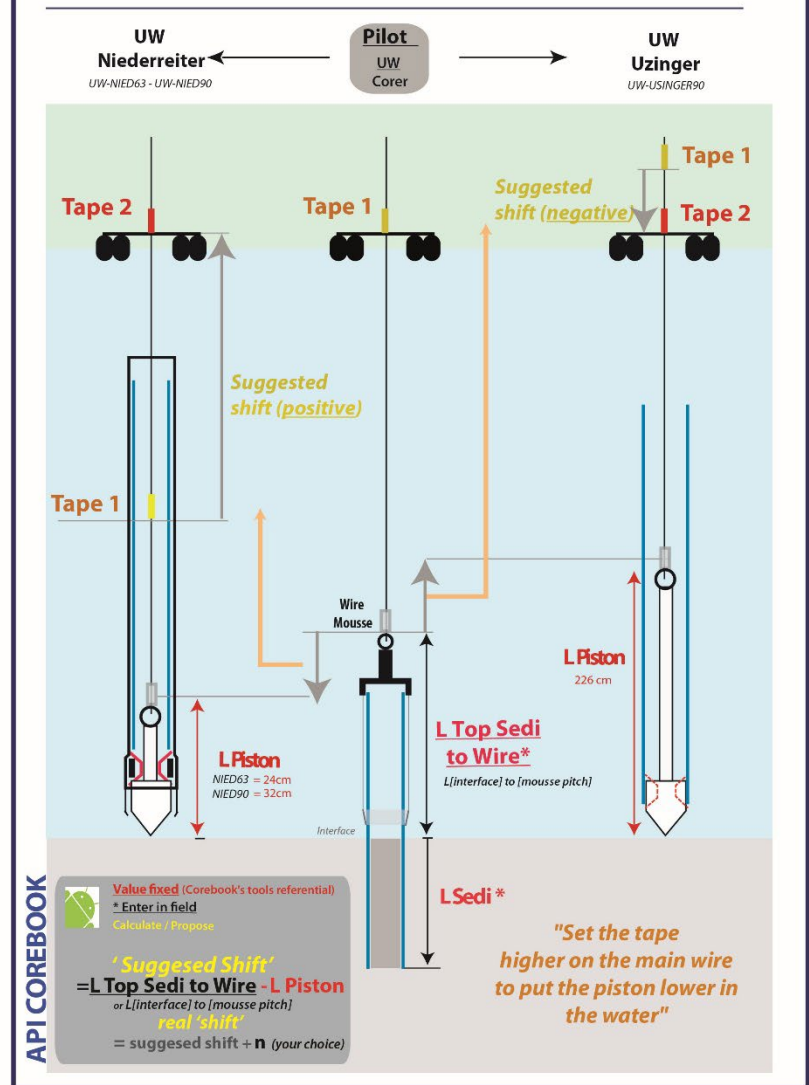 UW
Niederreiter
UW-NIED63 - UW-NIED90
Pilot
UW
Corer
UW
Uzinger
UW-USINGER90
Tape 2
Tape 1
Suggested
shift (negative)
Tape 1
Tape 2
Suggested
shift (positive)
Tape 1
Wire
Mousse
L Piston
NIED63 = 24cm
NIED90 = 32cm
L Top Sedi
to Wire*
L[interface] to [mousse pitch]
L Piston
226 cm
Interface
L Sedi *
API COREBOOK
Value fixed (Corebook's tools referential)
* Enter in field
Calculate / Propose
' Suggesed Shift'
=L Top Sedi to Wire - L Piston
or L[interface] to [mousse pitch]
real 'shift'
= suggesed shift + n (your choice)
"Set the tape
higher on the main wire
to put the piston lower in
the water"